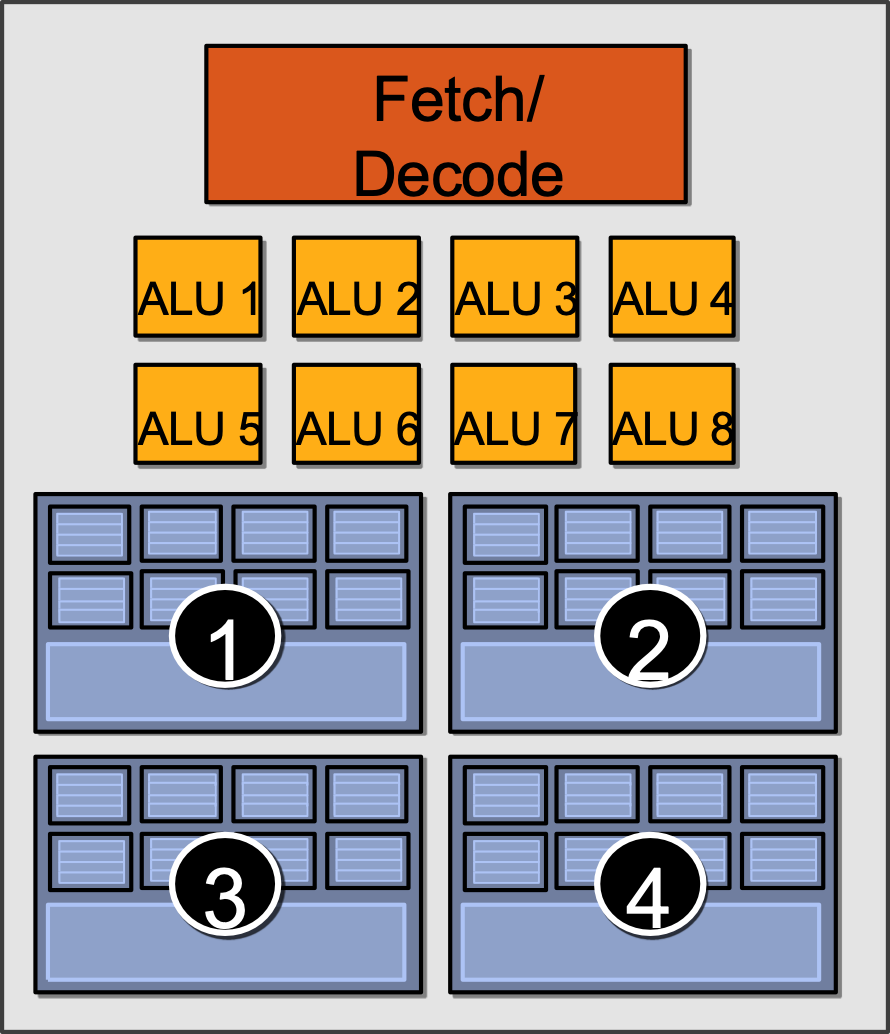 Fetch/
Decode
ALU 1 ALU 2 ALU 3 ALU 4
ALU 5 ALU 6 ALU 7 ALU 8
1 2
3 4